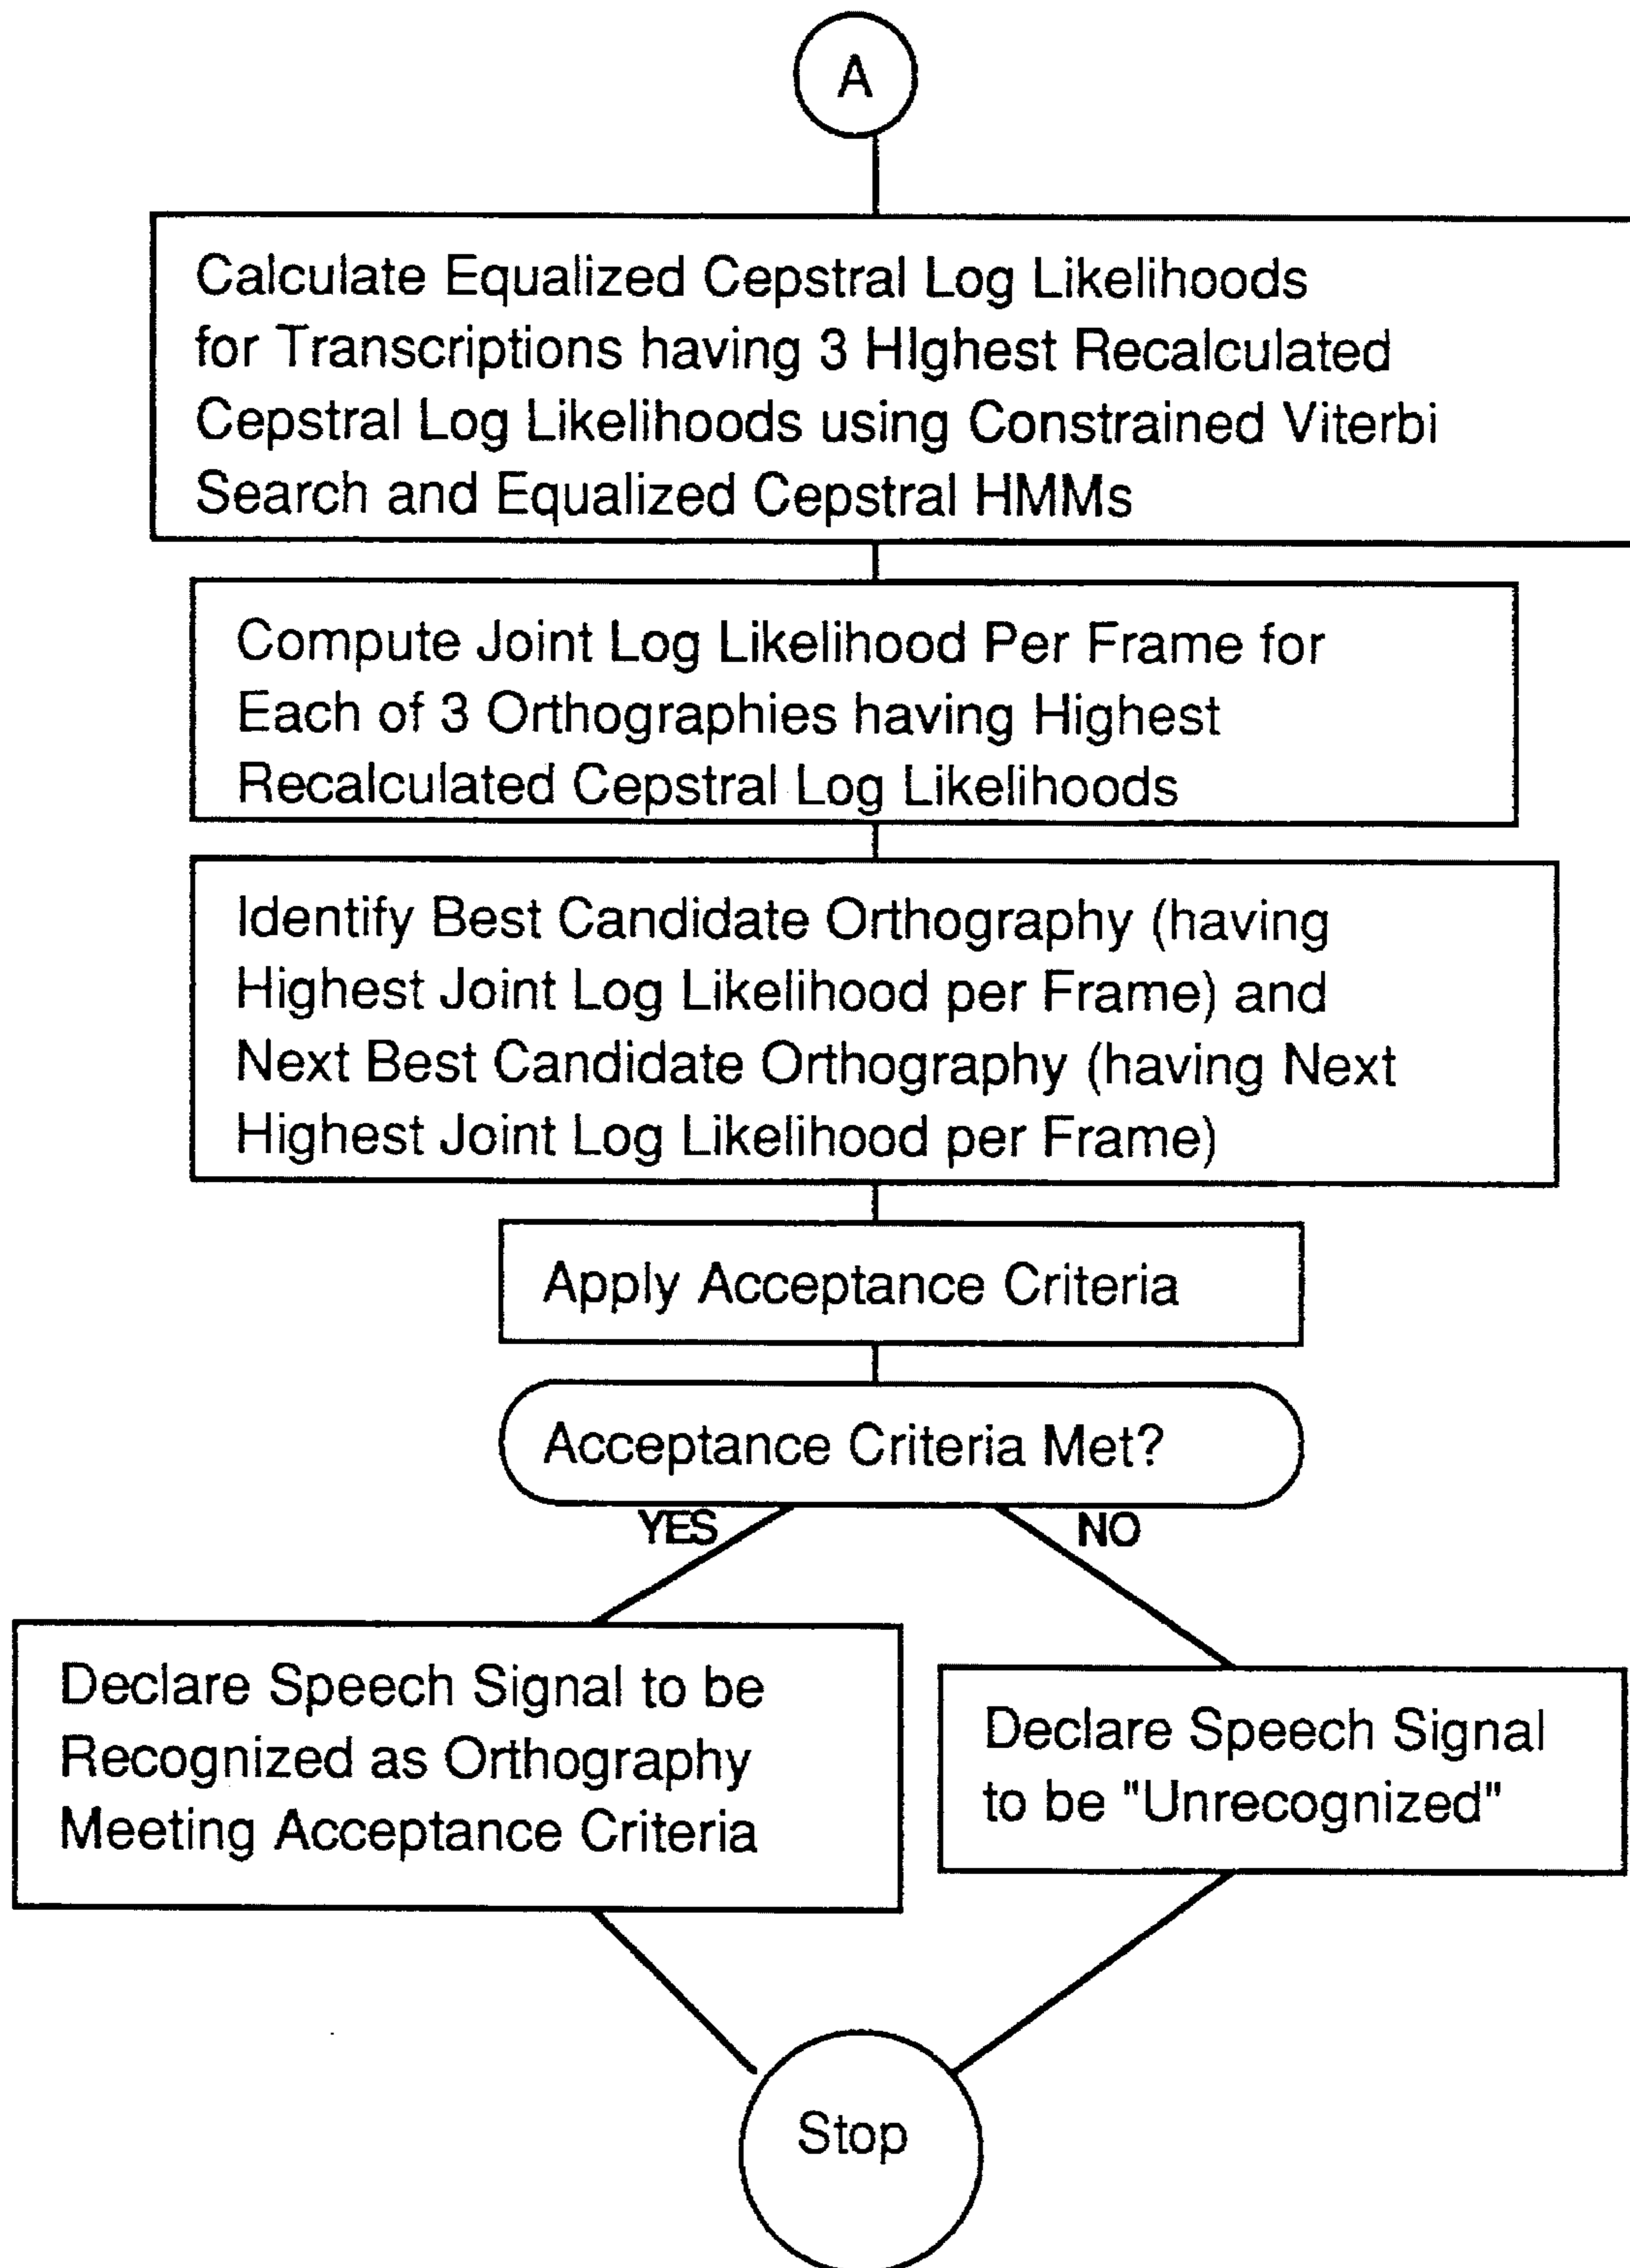 A
Calculate Equalized Cepstral Log Likelihoods
for Transcriptions having 3 HIghest Recalculated
Cepstral Log Likelihoods using Constrained Viterbi
Search and Equalized Cepstral HMMs
Compute Joint Log Likelihood Per Frame for
Each of 3 Orthographies having Highest
Recalculated Cepstral Log Likelihoods
Identify Best Candidate Orthography (having
Highest Joint Log Likelihood per Frame) and
Next Best Candidate Orthography (having Next
Highest Joint Log Likelihood per Frame)
Apply Acceptance Criteria
Acceptance Criteria Met?
YES
NO
Declare Speech Signal to be
Recognized as Orthography
Meeting Acceptance Criteria
Declare Speech Signal
to be "Unrecognized"
Stop